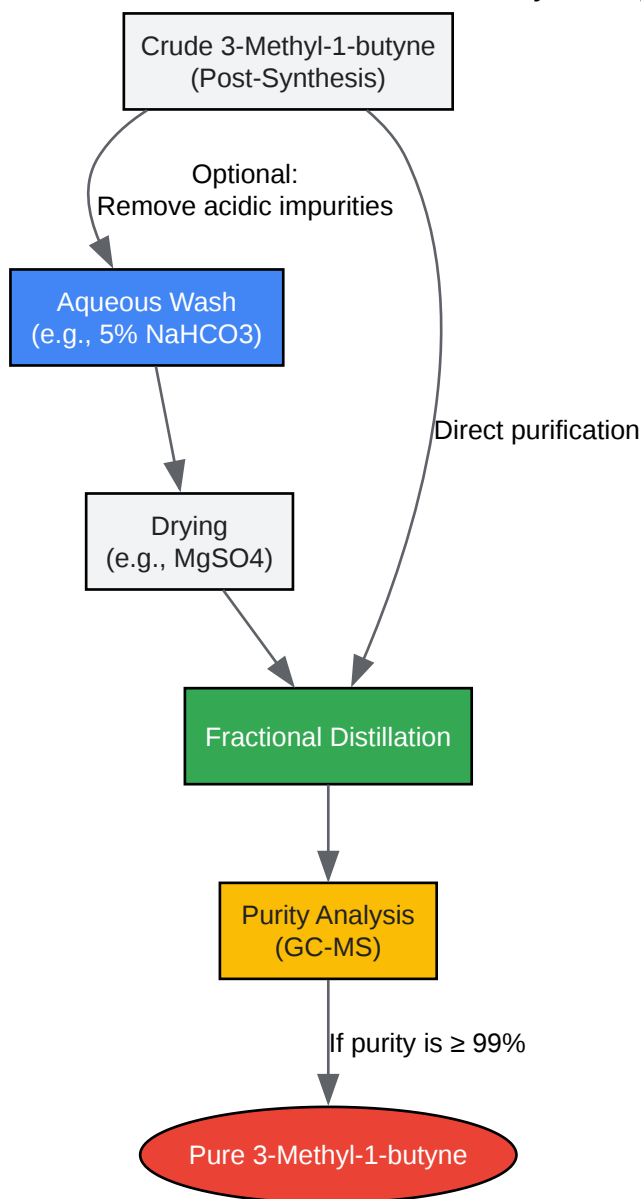 Crude 3-Methyl-1-butyne
(Post-Synthesis)
Optional:
Remove acidic impurities
Aqueous Wash
(e.g., 5% NaHCO3)
Direct purification
Drying
(e.g., MgSO4)
Fractional Distillation
Purity Analysis
(GC-MS)
If purity is ≥ 99%
Pure 3-Methyl-1-butyne